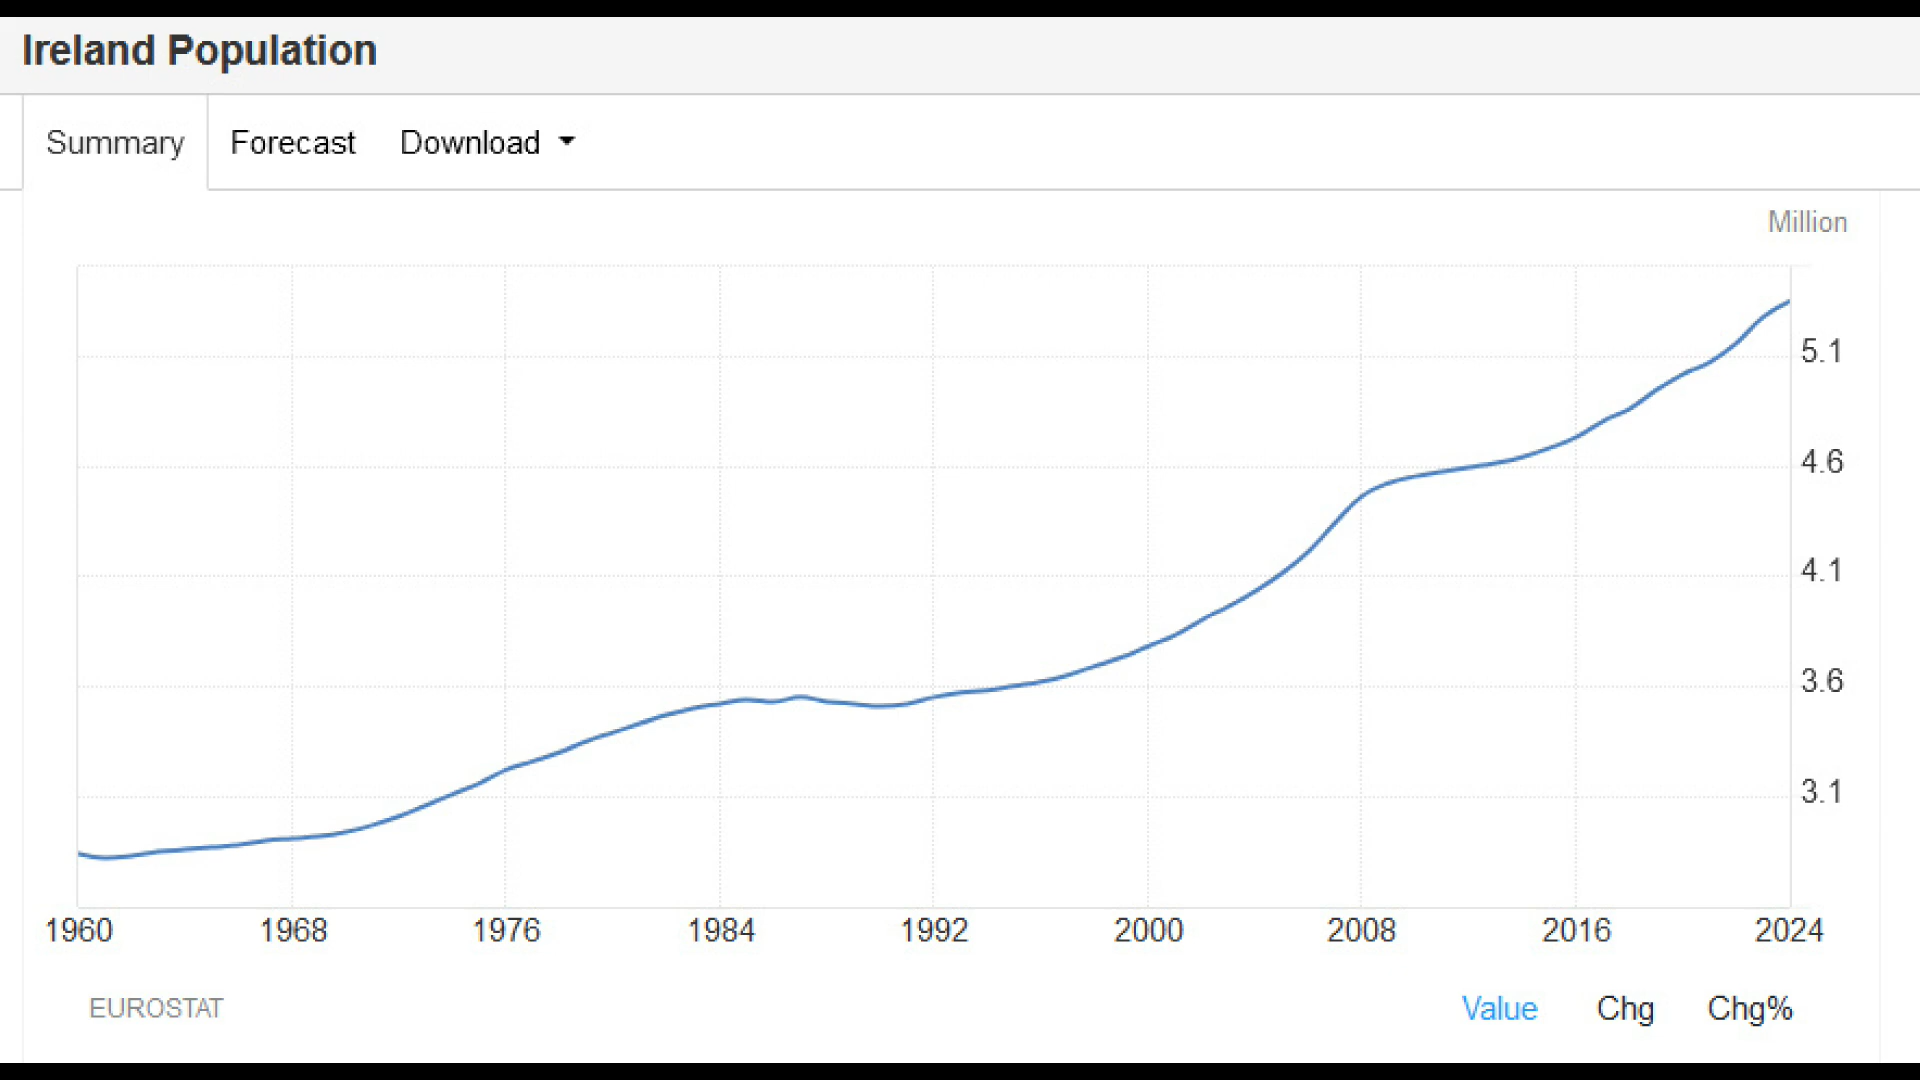 Ireland Population
Summary Forecast Download
Million
5.1
4.6
4.1
3.6
3.1
1960 1968 1976 1984 1992 2000 2008 2016 2024
EUROSTAT Value Chg Chg%